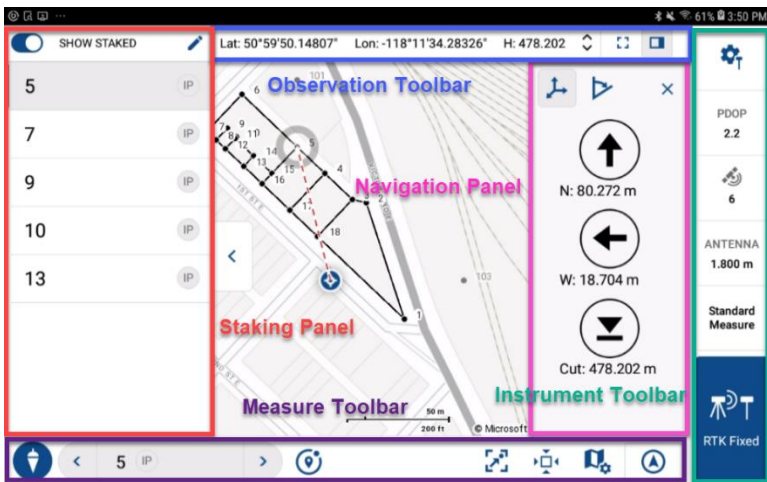 61% 3:50 PM
SHOW STAKED
Lat: 50°59'50.14807" Lon: -118°11'34.28326" H: 478.202
Observation Toolbar
5 IP
7 IP
9 IP
10 IP
13 IP
Staking Panel
101
6
5
7
9
8
11
12
14
13
15
16
4
17
18
1
103
1ST ST E
Navigation Panel
N: 80.272 m
W: 18.704 m
Cut: 478.202 m
PDOP
2.2
6
ANTENNA
1.800 m
Standard
Measure
Instrument Toolbar
RTK Fixed
Measure Toolbar
50 m
200 ft
© Microsoft
5 IP